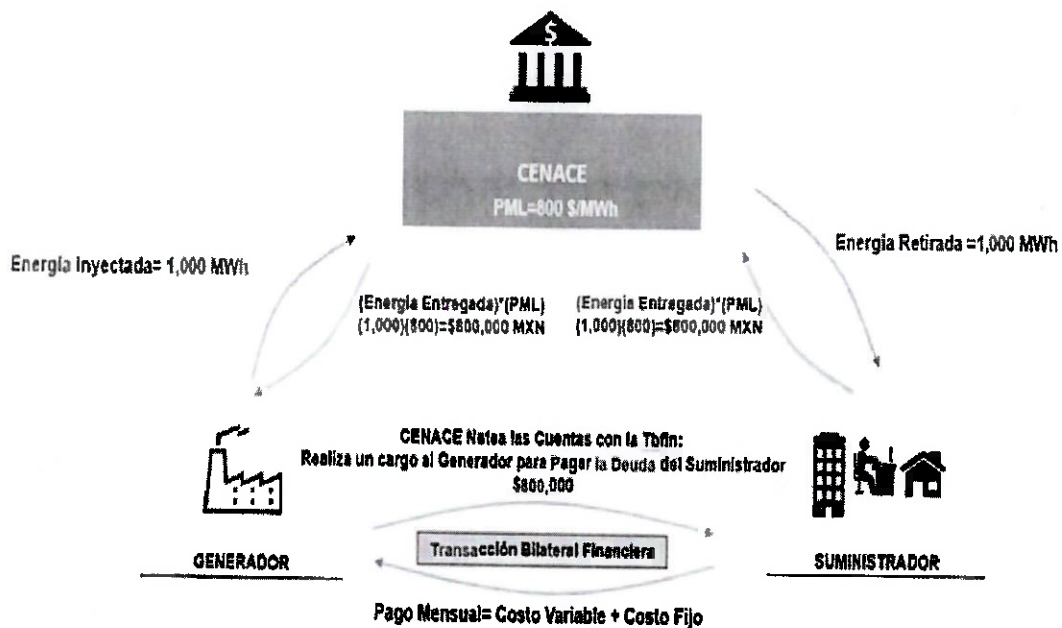 $
CENACE
PML=800 $/MWh
Energía Inyectada= 1,000 MWh
Energía Retirada =1,000 MWh
(Energía Entregada)*(PML)
(1,000)(800)=$800,000 MXN
(Energía Entregada)*(PML)
(1,000)(800)=$800,000 MXN
CENACE Netea las Cuentas con la Tbfin:
Realiza un cargo al Generador para Pagar la Deuda del Suministrador
$800,000
Transacción Bilateral Financiera
GENERADOR
SUMINISTRADOR
Pago Mensual= Costo Variable + Costo Fijo